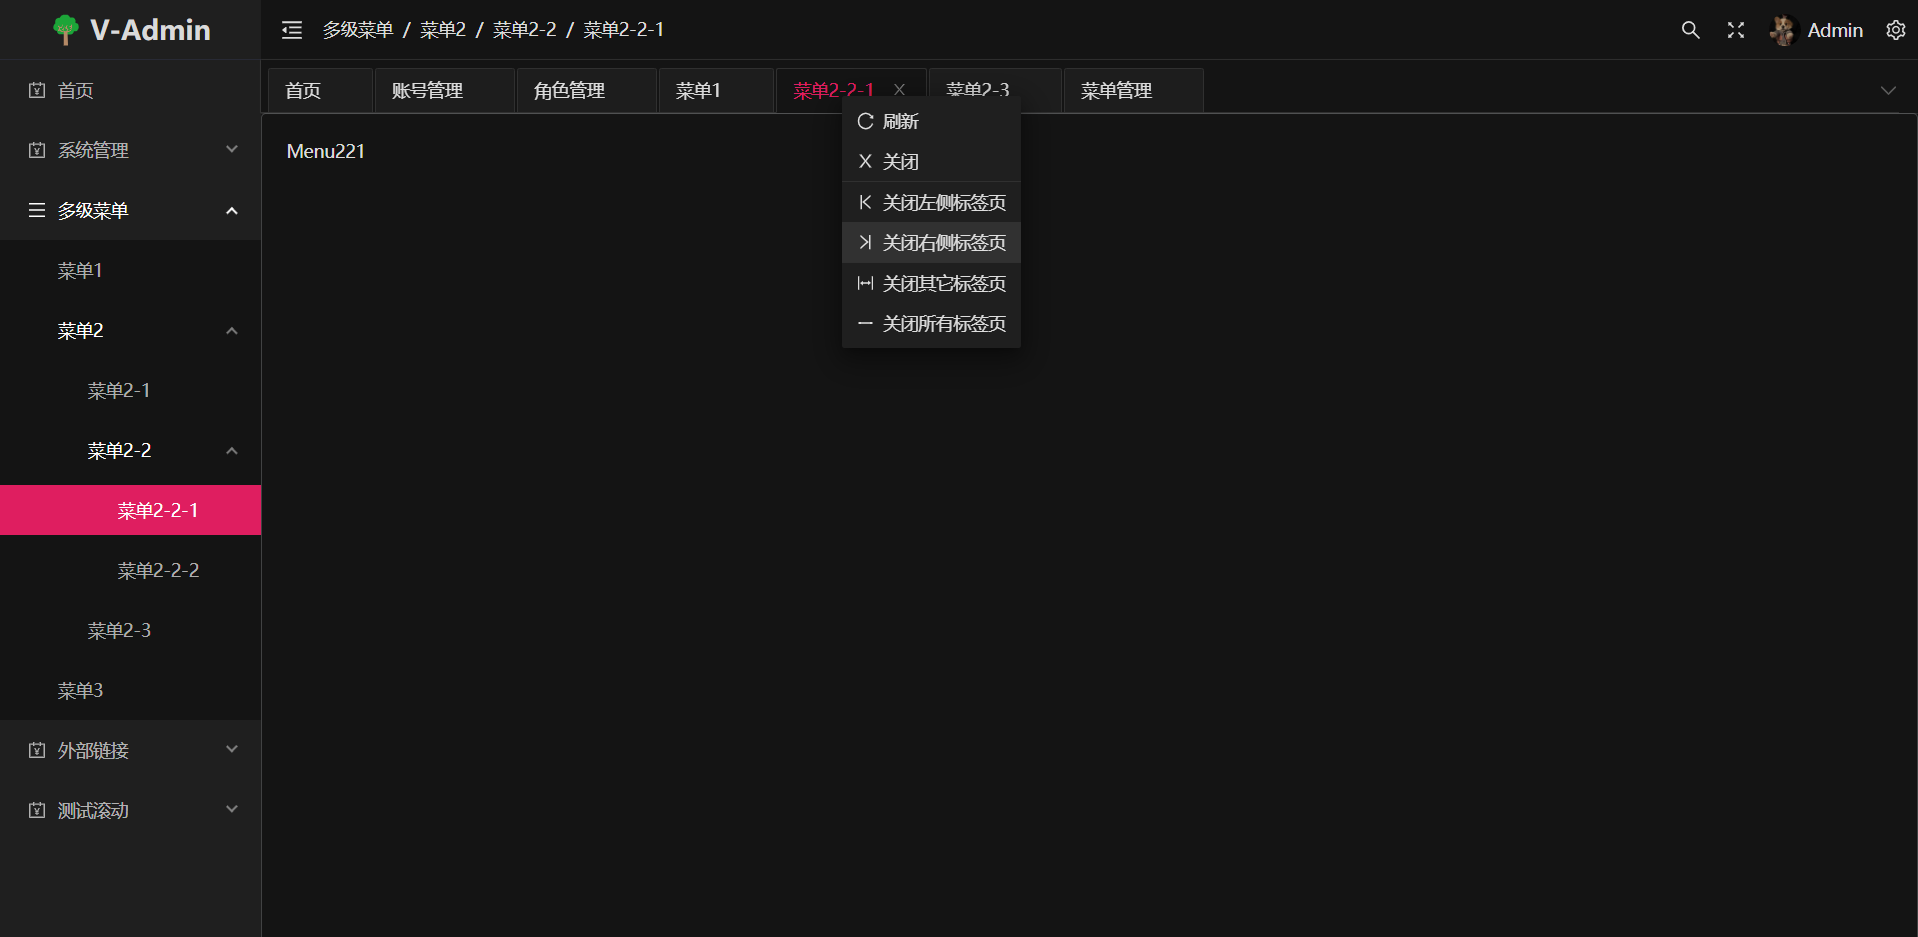 V-Admin
多级菜单 / 菜单2 / 菜单2-2 / 菜单2-2-1
Admin
首页
账号管理
角色管理
菜单1
菜单2-2-1
菜单2-3
菜单管理
首页
系统管理
多级菜单
菜单1
菜单2
菜单2-1
菜单2-2
菜单2-2-1
菜单2-2-2
菜单2-3
菜单3
外部链接
测试滚动
Menu221
刷新
关闭
关闭左侧标签页
关闭右侧标签页
关闭其它标签页
关闭所有标签页